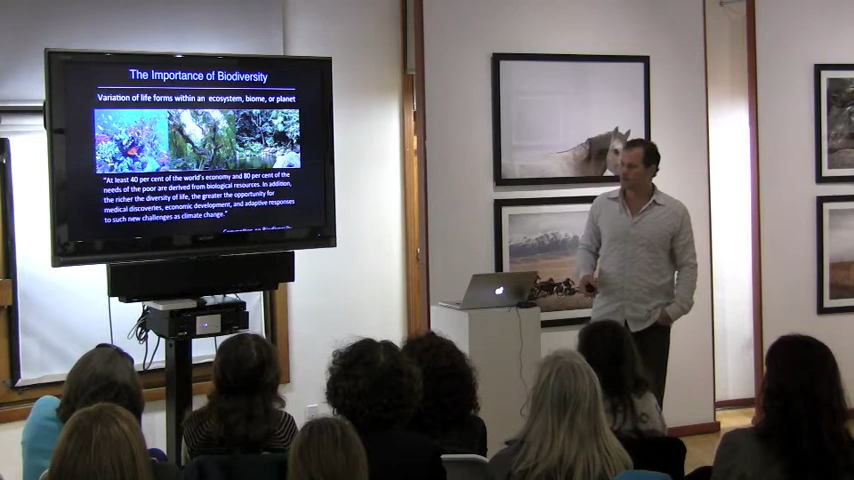 The Importance of Biodiversity
Variation of life forms within an ecosystem, biome, or planet
"At least 40 per cent of the world's economy and 80 per cent of the
needs of the poor are derived from biological resources. In addition,
the richer the diversity of life, the greater the opportunity for
medical discoveries, economic development, and adaptive responses
to such new challenges as climate change."
Convention on Biodiversity